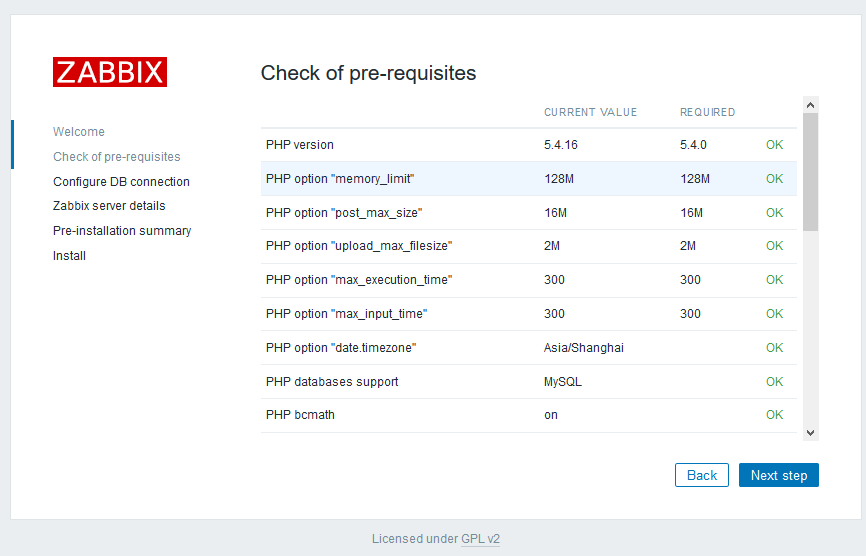 ZABBIX
Welcome
Check of pre-requisites
Configure DB connection
Zabbix server details
Pre-installation summary
Install
Check of pre-requisites
CURRENT VALUE REQUIRED
PHP version 5.4.16 5.4.0 OK
PHP option "memory_limit" 128M 128M OK
PHP option "post_max_size" 16M 16M OK
PHP option "upload_max_filesize" 2M 2M OK
PHP option "max_execution_time" 300 300 OK
PHP option "max_input_time" 300 300 OK
PHP option "date.timezone" Asia/Shanghai OK
PHP databases support MySQL OK
PHP bcmath on OK
Back Next step
Licensed under GPL v2